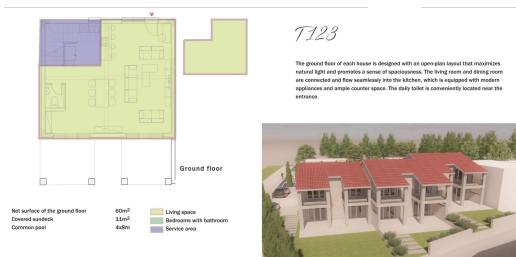 T123
The ground floor of each house is designed with an open-plan layout that maximizes
natural light and promotes a sense of spaciousness. The living room and dining room
are connected and flow seamlessly into the kitchen, which is equipped with modern
appliances and ample counter space. The daily toilet is conveniently located near the
entrance.
Ground floor
Net surface of the ground floor 60m²
Covered sundeck 11m²
Common pool 4x8m
Living space
Bedrooms with bathroom
Service area